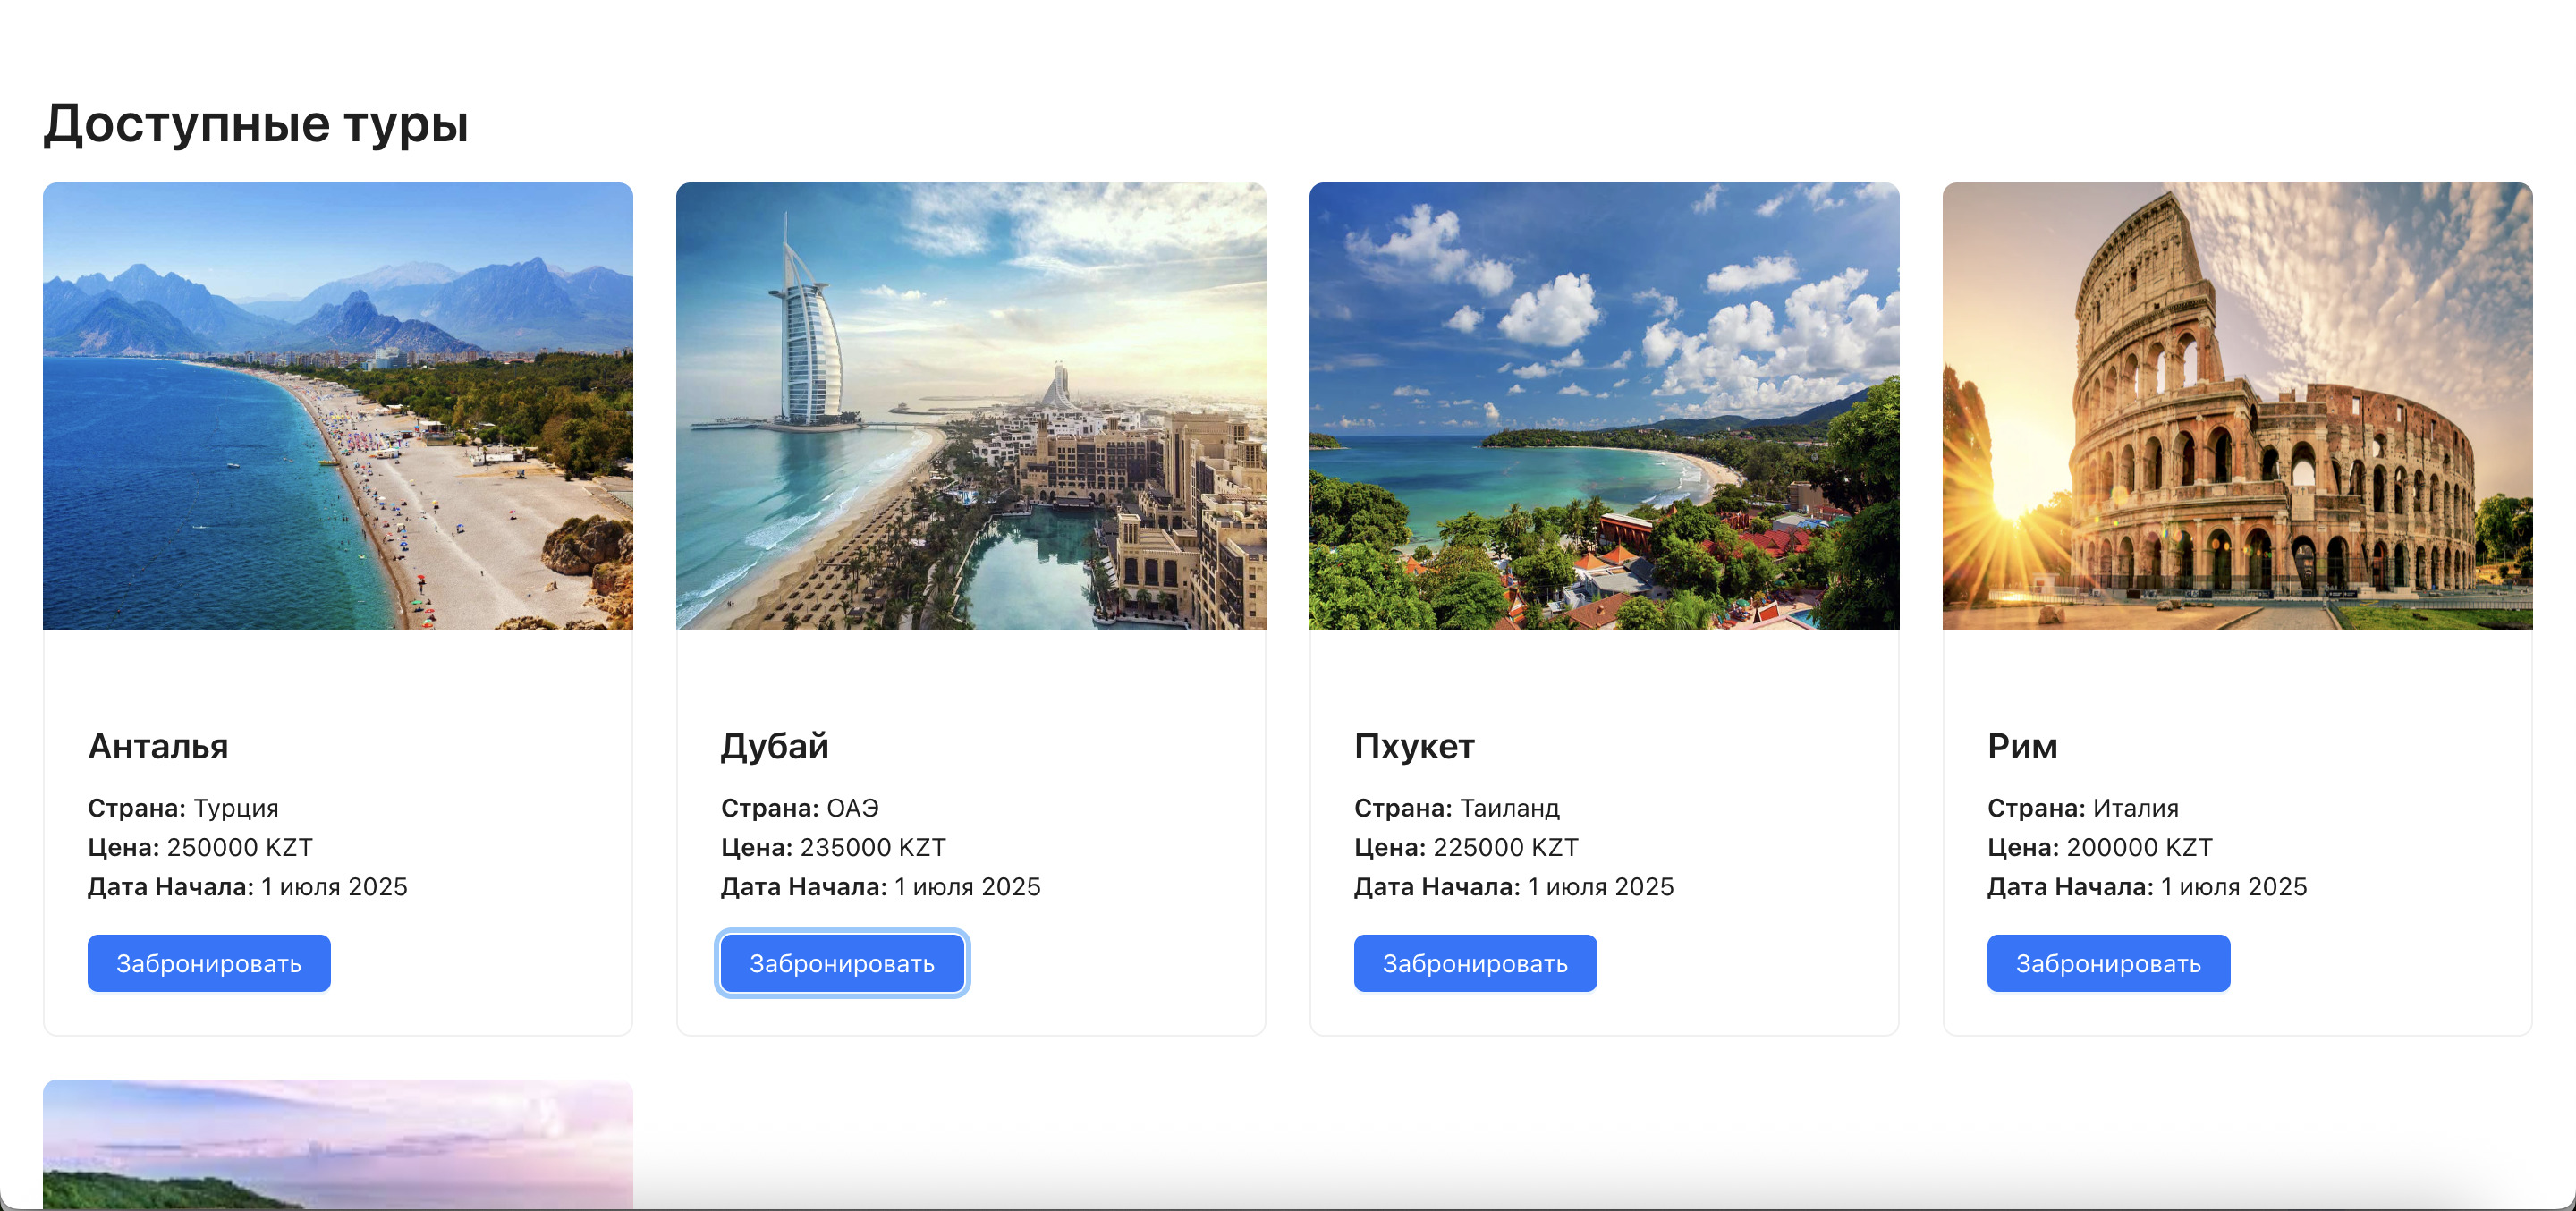 Доступные туры
Анталья
Страна: Турция
Цена: 250000 KZT
Дата Начала: 1 июля 2025
Забронировать
Дубай
Страна: ОАЭ
Цена: 235000 KZT
Дата Начала: 1 июля 2025
Забронировать
Пхукет
Страна: Таиланд
Цена: 225000 KZT
Дата Начала: 1 июля 2025
Забронировать
Рим
Страна: Италия
Цена: 200000 KZT
Дата Начала: 1 июля 2025
Забронировать